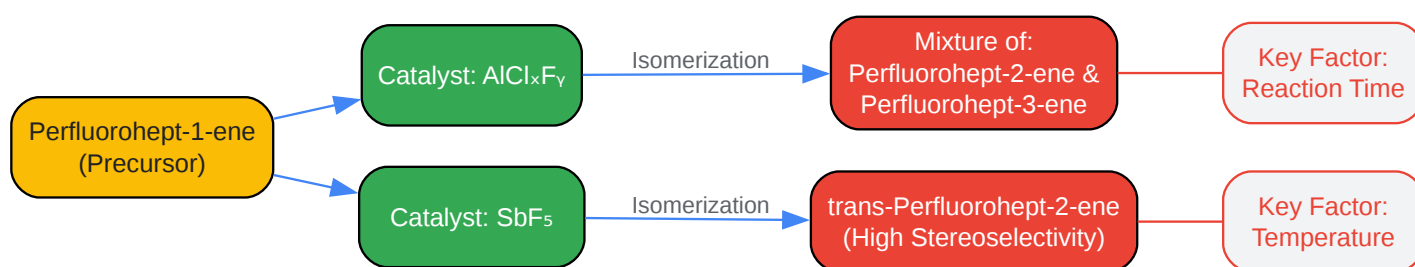 Perfluorohept-1-ene
(Precursor)
Catalyst: AlClₓFᵧ
Isomerization
Mixture of:
Perfluorohept-2-ene &
Perfluorohept-3-ene
Key Factor:
Reaction Time
Catalyst: SbF₅
Isomerization
trans-Perfluorohept-2-ene
(High Stereoselectivity)
Key Factor:
Temperature